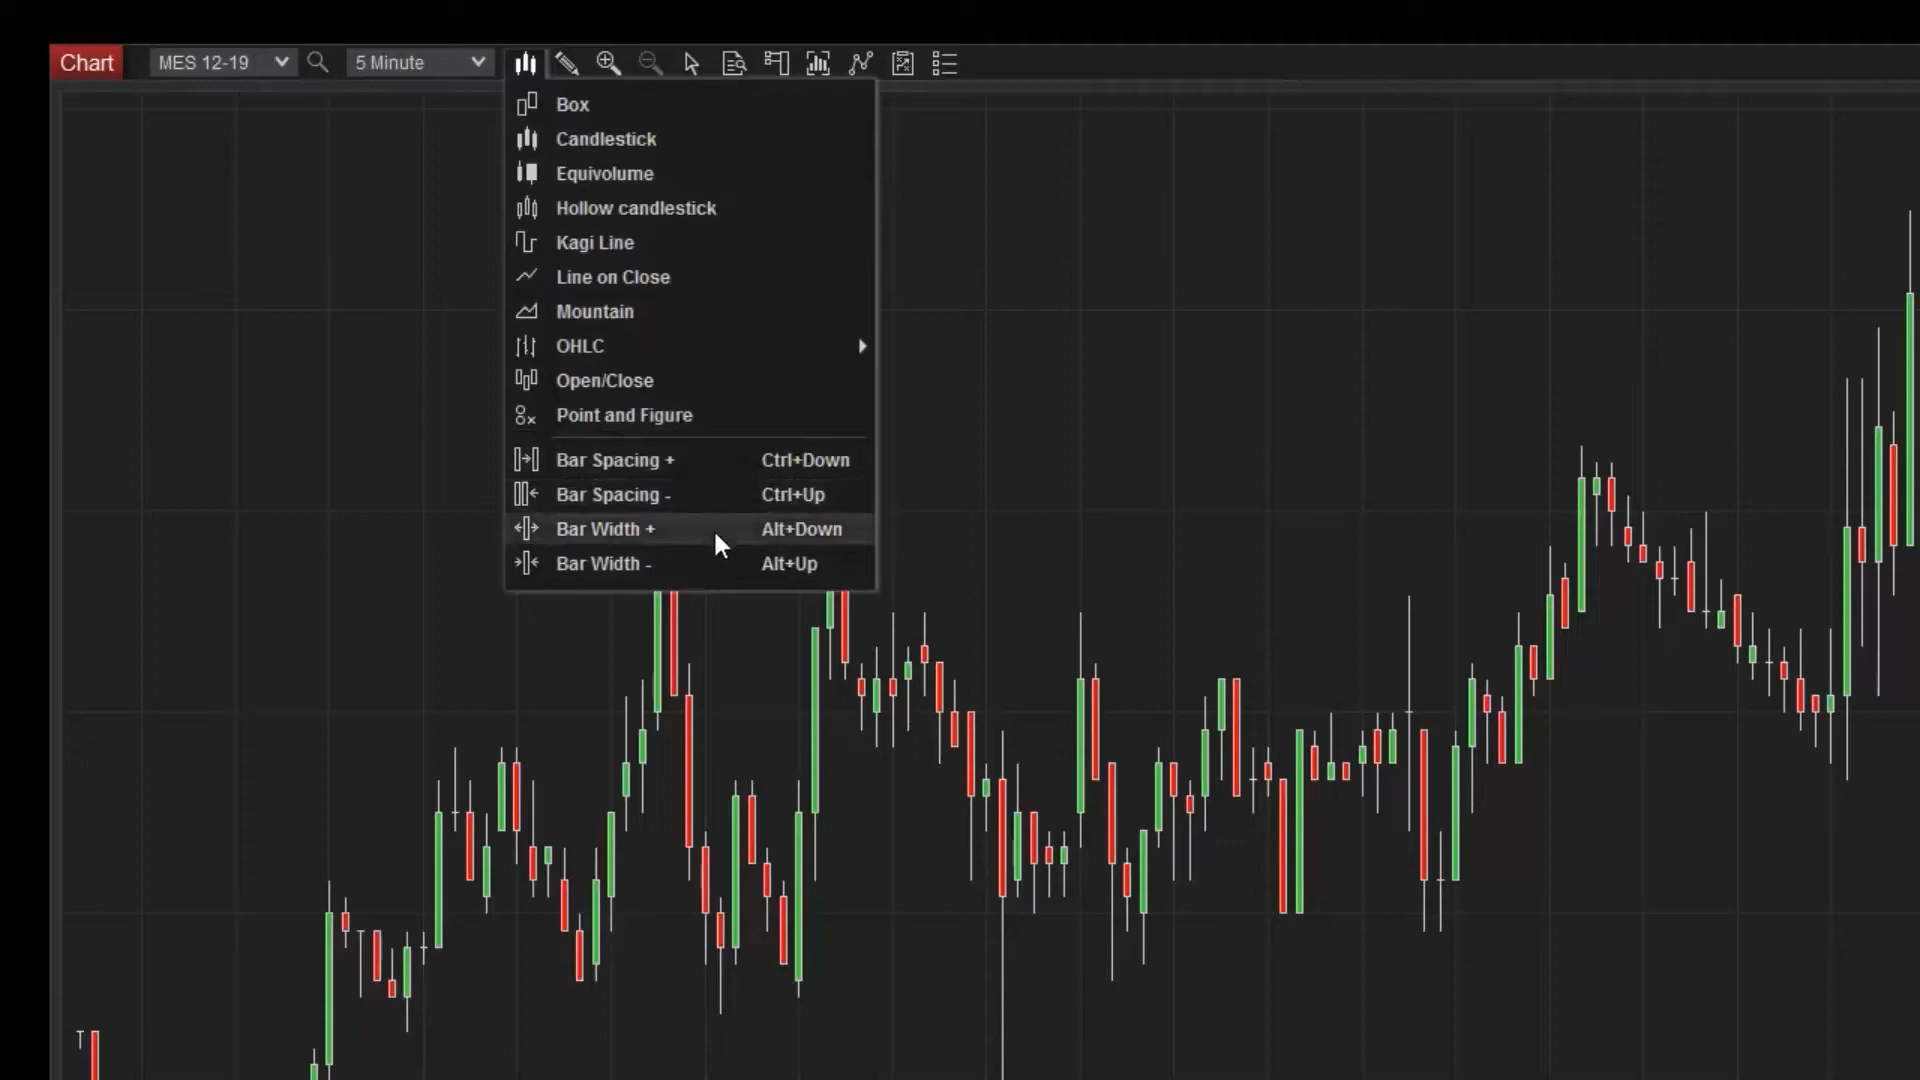 Chart
MES 12-19
5 Minute
Box
Candlestick
Equivolume
Hollow candlestick
Kagi Line
Line on Close
Mountain
OHLC
Open/Close
Point and Figure
Bar Spacing + Ctrl+Down
Bar Spacing - Ctrl+Up
Bar Width + Alt+Down
Bar Width - Alt+Up